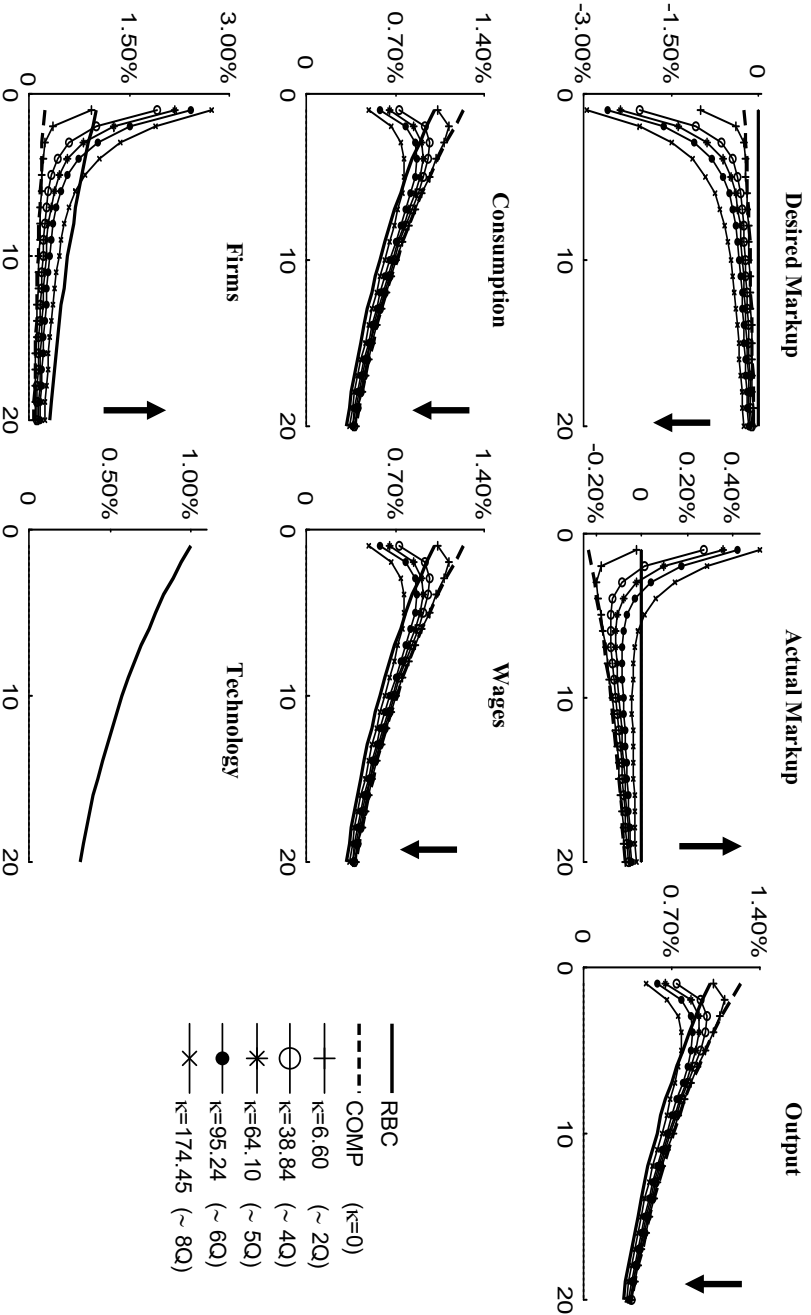 Desired Markup
0
-1.50%
-3.00%
0 10 20
Actual Markup
0.40%
0.20%
0
-0.20%
0 10 20
Output
1.40%
0.70%
0
0 10 20
Consumption
1.40%
0.70%
0
0 10 20
Wages
1.40%
0.70%
0
0 10 20
RBC
COMP (κ=0)
κ=6.60 (~ 2Q)
κ=38.84 (~ 4Q)
κ=64.10 (~ 5Q)
κ=95.24 (~ 6Q)
κ=174.45 (~ 8Q)
Firms
3.00%
1.50%
0
0 10 20
Technology
1.00%
0.50%
0
0 10 20